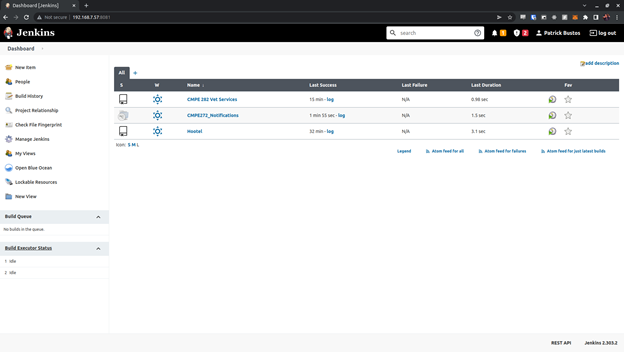 Dashboard [Jenkins]
Not secure | 192.168.7.57:8081
Jenkins
search
Patrick Bustos
log out
Dashboard
New Item
People
Build History
Project Relationship
Check File Fingerprint
Manage Jenkins
My Views
Open Blue Ocean
Lockable Resources
New View
Build Queue
No builds in the queue.
Build Executor Status
1 Idle
2 Idle
add description
All +
S W Name ↓ Last Success Last Failure Last Duration Fav
CMPE 282 Vet Services 15 min - log N/A 0.98 sec
CMPE272_Notifications 1 min 55 sec - log N/A 1.3 sec
Hootel 32 min - log N/A 3.1 sec
Icon: S M L
Legend Atom feed for all Atom feed for failures Atom feed for just latest builds
REST API Jenkins 2.303.2